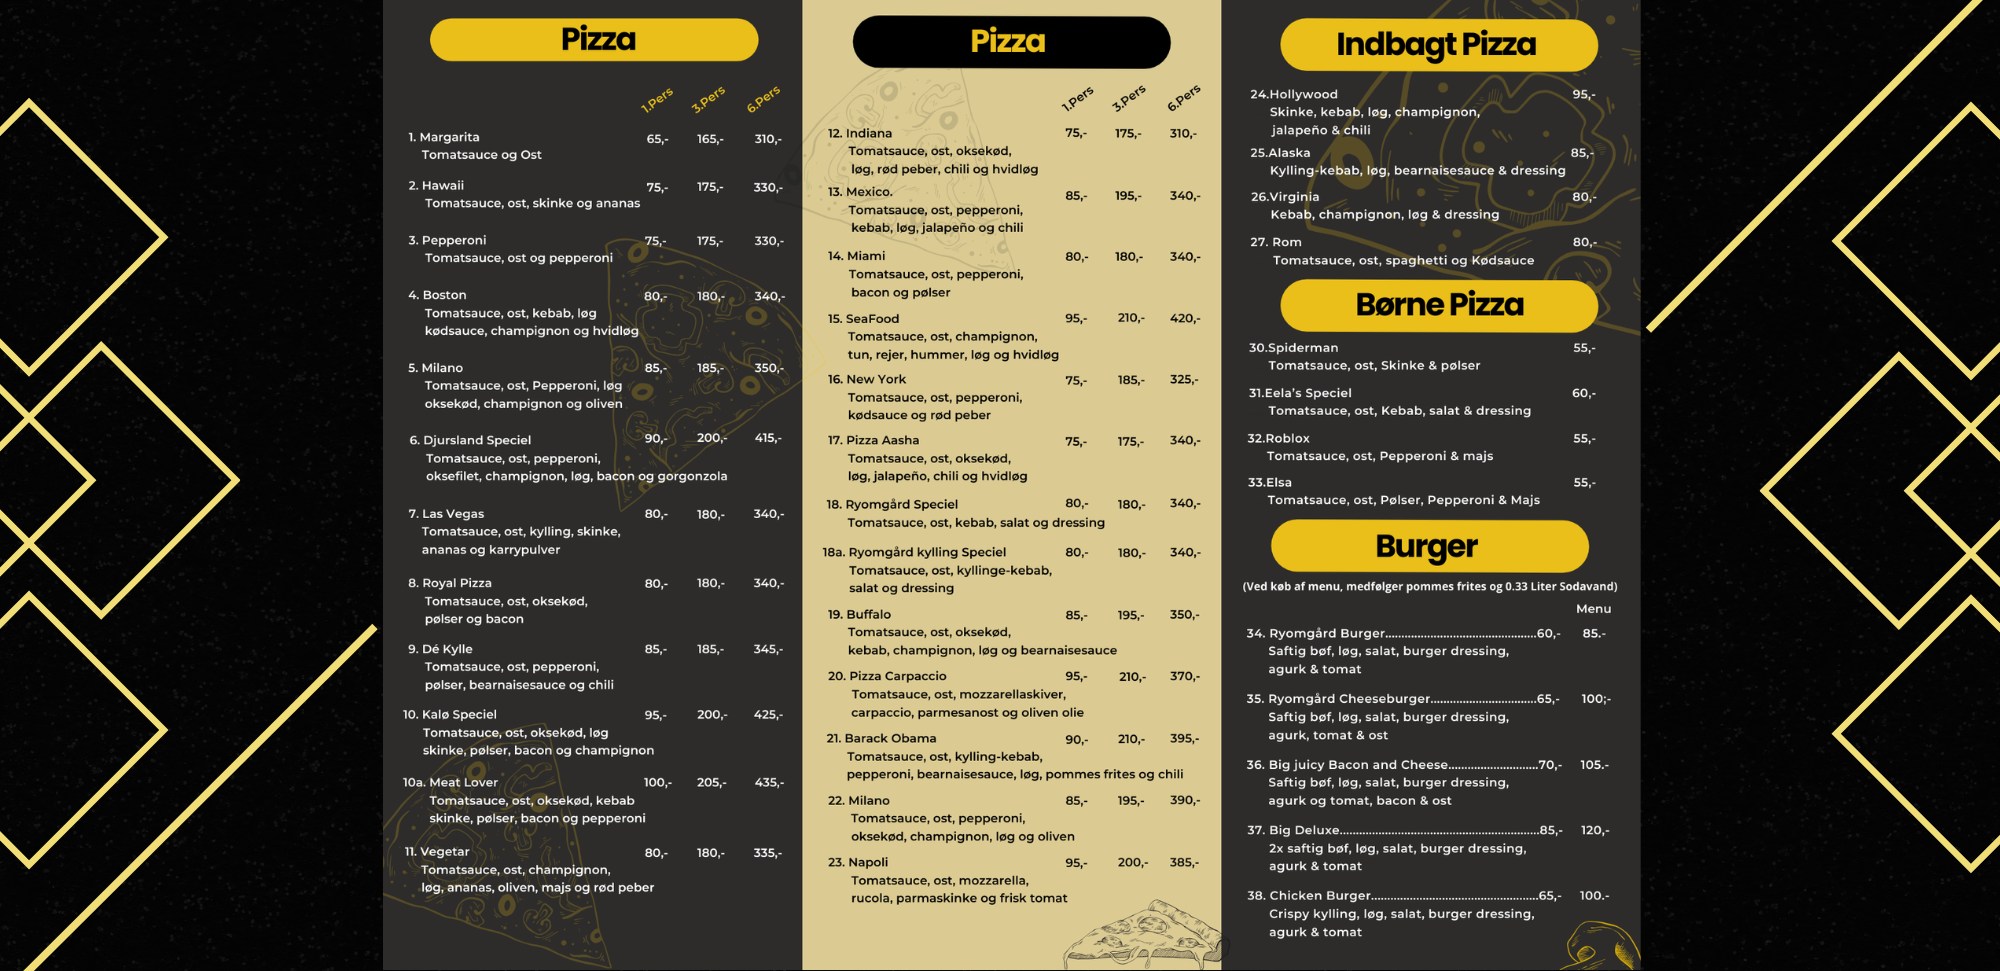 Pizza
1.Pers 3.Pers 6.Pers
1. Margarita 65,- 165,- 310,-
Tomatsauce og Ost
2. Hawaii 75,- 175,- 330,-
Tomatsauce, ost, skinke og ananas
3. Pepperoni 75,- 175,- 330,-
Tomatsauce, ost og pepperoni
4. Boston 80,- 180,- 340,-
Tomatsauce, ost, kebab, løg
kødsauce, champignon og hvidløg
5. Milano 85,- 185,- 350,-
Tomatsauce, ost, Pepperoni, løg
oksekød, champignon og oliven
6. Djursland Speciel 90,- 200,- 415,-
Tomatsauce, ost, pepperoni,
oksefilet, champignon, løg, bacon og gorgonzola
7. Las Vegas 80,- 180,- 340,-
Tomatsauce, ost, kylling, skinke,
ananas og karrypulver
8. Royal Pizza 80,- 180,- 340,-
Tomatsauce, ost, oksekød,
pølser og bacon
9. Dé Kylle 85,- 185,- 345,-
Tomatsauce, ost, pepperoni,
pølser, bearnaisesauce og chili
10. Kalø Speciel 95,- 200,- 425,-
Tomatsauce, ost, oksekød, løg
skinke, pølser, bacon og champignon
10a. Meat Lover 100,- 205,- 435,-
Tomatsauce, ost, oksekød, kebab
skinke, pølser, bacon og pepperoni
11. Vegetar 80,- 180,- 335,-
Tomatsauce, ost, champignon,
løg, ananas, oliven, majs og rød peber
Pizza
1.Pers 3.Pers 6.Pers
12. Indiana 75,- 175,- 310,-
Tomatsauce, ost, oksekød,
løg, rød peber, chili og hvidløg
13. Mexico. 85,- 195,- 340,-
Tomatsauce, ost, pepperoni,
kebab, løg, jalapeño og chili
14. Miami 80,- 180,- 340,-
Tomatsauce, ost, pepperoni,
bacon og pølser
15. SeaFood 95,- 210,- 420,-
Tomatsauce, ost, champignon,
tun, rejer, hummer, løg og hvidløg
16. New York 75,- 185,- 325,-
Tomatsauce, ost, pepperoni,
kødsauce og rød peber
17. Pizza Aasha 75,- 175,- 340,-
Tomatsauce, ost, oksekød,
løg, jalapeño, chili og hvidløg
18. Ryomgård Speciel 80,- 180,- 340,-
Tomatsauce, ost, kebab, salat og dressing
18a. Ryomgård kylling Speciel 80,- 180,- 340,-
Tomatsauce, ost, kyllinge-kebab,
salat og dressing
19. Buffalo 85,- 195,- 350,-
Tomatsauce, ost, oksekød,
kebab, champignon, løg og bearnaisesauce
20. Pizza Carpaccio 95,- 210,- 370,-
Tomatsauce, ost, mozzarellaskiver,
carpaccio, parmesanost og oliven olie
21. Barack Obama 90,- 210,- 395,-
Tomatsauce, ost, kylling-kebab,
pepperoni, bearnaisesauce, løg, pommes frites og chili
22. Milano 85,- 195,- 390,-
Tomatsauce, ost, pepperoni,
oksekød, champignon, løg og oliven
23. Napoli 95,- 200,- 385,-
Tomatsauce, ost, mozzarella,
rucola, parmaskinke og frisk tomat
Indbagt Pizza
24.Hollywood 95,-
Skinke, kebab, løg, champignon,
jalapeño & chili
25.Alaska 85,-
Kylling-kebab, løg, bearnaisesauce & dressing
26.Virginia 80,-
Kebab, champignon, løg & dressing
27. Rom 80,-
Tomatsauce, ost, spaghetti og Kødsauce
Børne Pizza
30.Spiderman 55,-
Tomatsauce, ost, Skinke & pølser
31.Eela's Speciel 60,-
Tomatsauce, ost, Kebab, salat & dressing
32.Roblox 55,-
Tomatsauce, ost, Pepperoni & majs
33.Elsa 55,-
Tomatsauce, ost, Pølser, Pepperoni & Majs
Burger
(Ved køb af menu, medfølger pommes frites og 0.33 Liter Sodavand)
Menu
34. Ryomgård Burger..............................................60,- 85.-
Saftig bøf, løg, salat, burger dressing,
agurk & tomat
35. Ryomgård Cheeseburger................................65,- 100;-
Saftig bøf, løg, salat, burger dressing,
agurk, tomat & ost
36. Big juicy Bacon and Cheese...........................70,- 105.-
Saftig bøf, løg, salat, burger dressing,
agurk og tomat, bacon & ost
37. Big Deluxe............................................................85,- 120,-
2x saftig bøf, løg, salat, burger dressing,
agurk & tomat
38. Chicken Burger..................................................65,- 100.-
Crispy kylling, løg, salat, burger dressing,
agurk & tomat